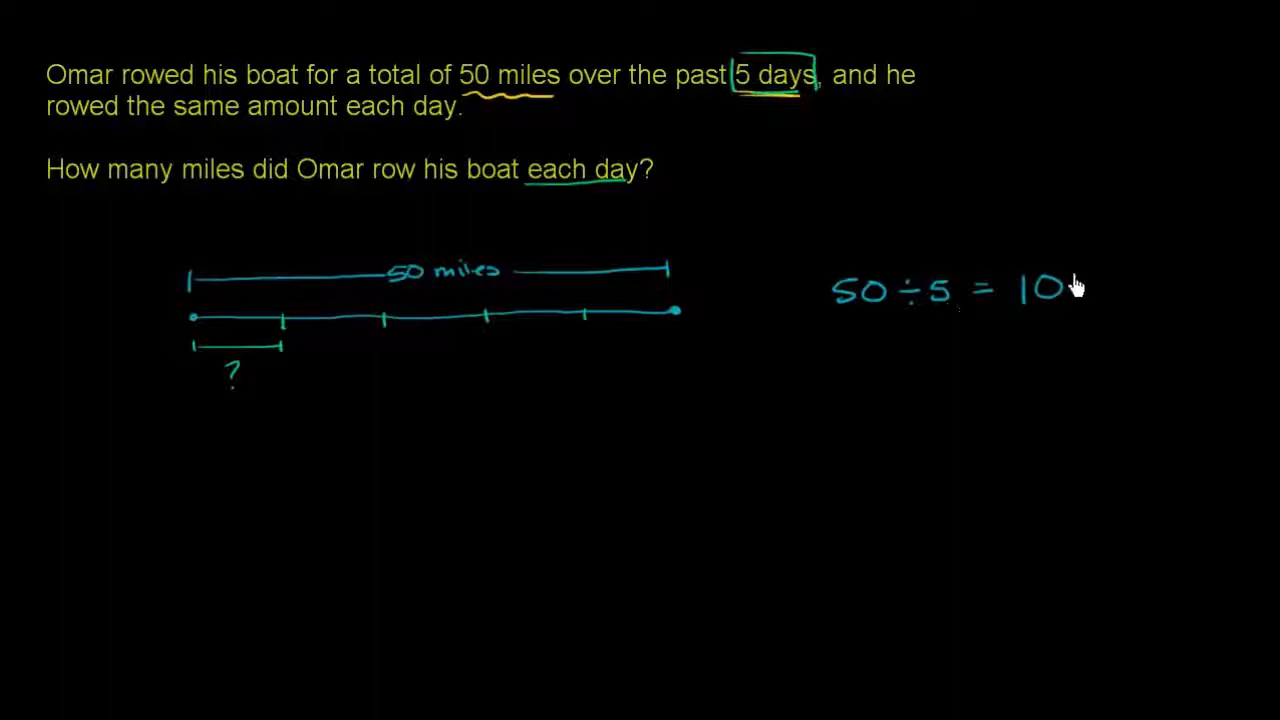 Omar rowed his boat for a total of 50 miles over the past 5 days, and he
rowed the same amount each day.
How many miles did Omar row his boat each day?
50 miles
50 ÷ 5 = 10
?